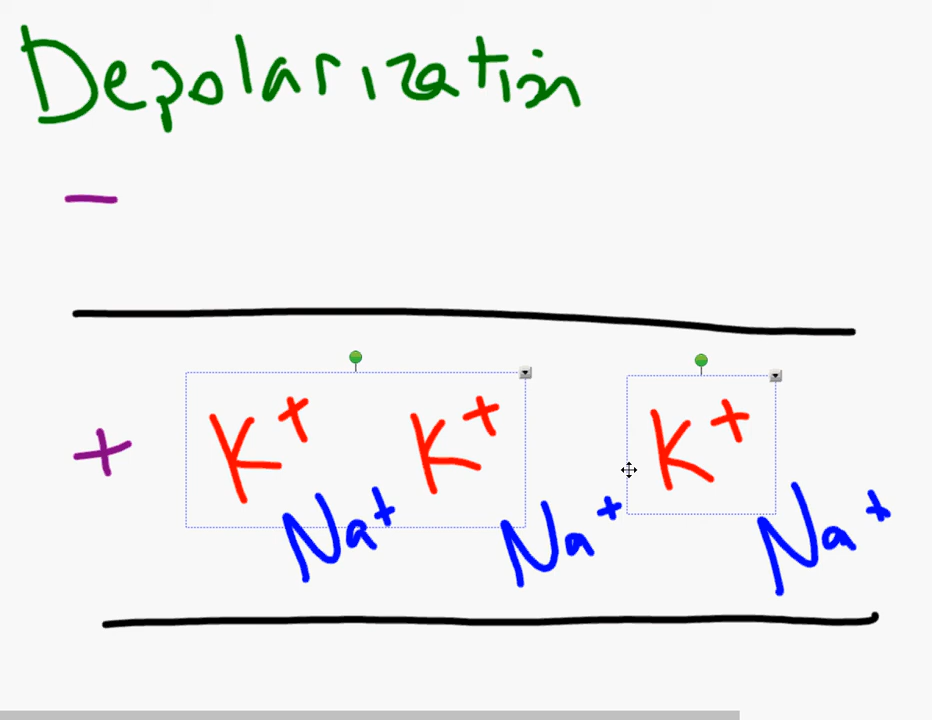 Depolarization
−
+ K+ K+ K+
Na+ Na+ Na+